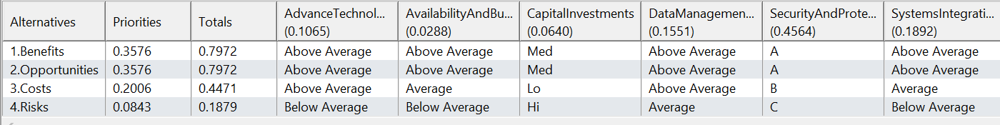 Alternatives Priorities Totals AdvanceTechnol... (0.1065) AvailabilityAndBu... (0.0288) CapitalInvestments (0.0640) DataManagemen... (0.1551) SecurityAndProte... (0.4564) SystemsIntegrati... (0.1892)
1.Benefits 0.3576 0.7972 Above Average Above Average Med Above Average A Above Average
2.Opportunities 0.3576 0.7972 Above Average Above Average Med Above Average A Above Average
3.Costs 0.2006 0.4471 Above Average Average Lo Above Average B Average
4.Risks 0.0843 0.1879 Below Average Below Average Hi Average C Below Average